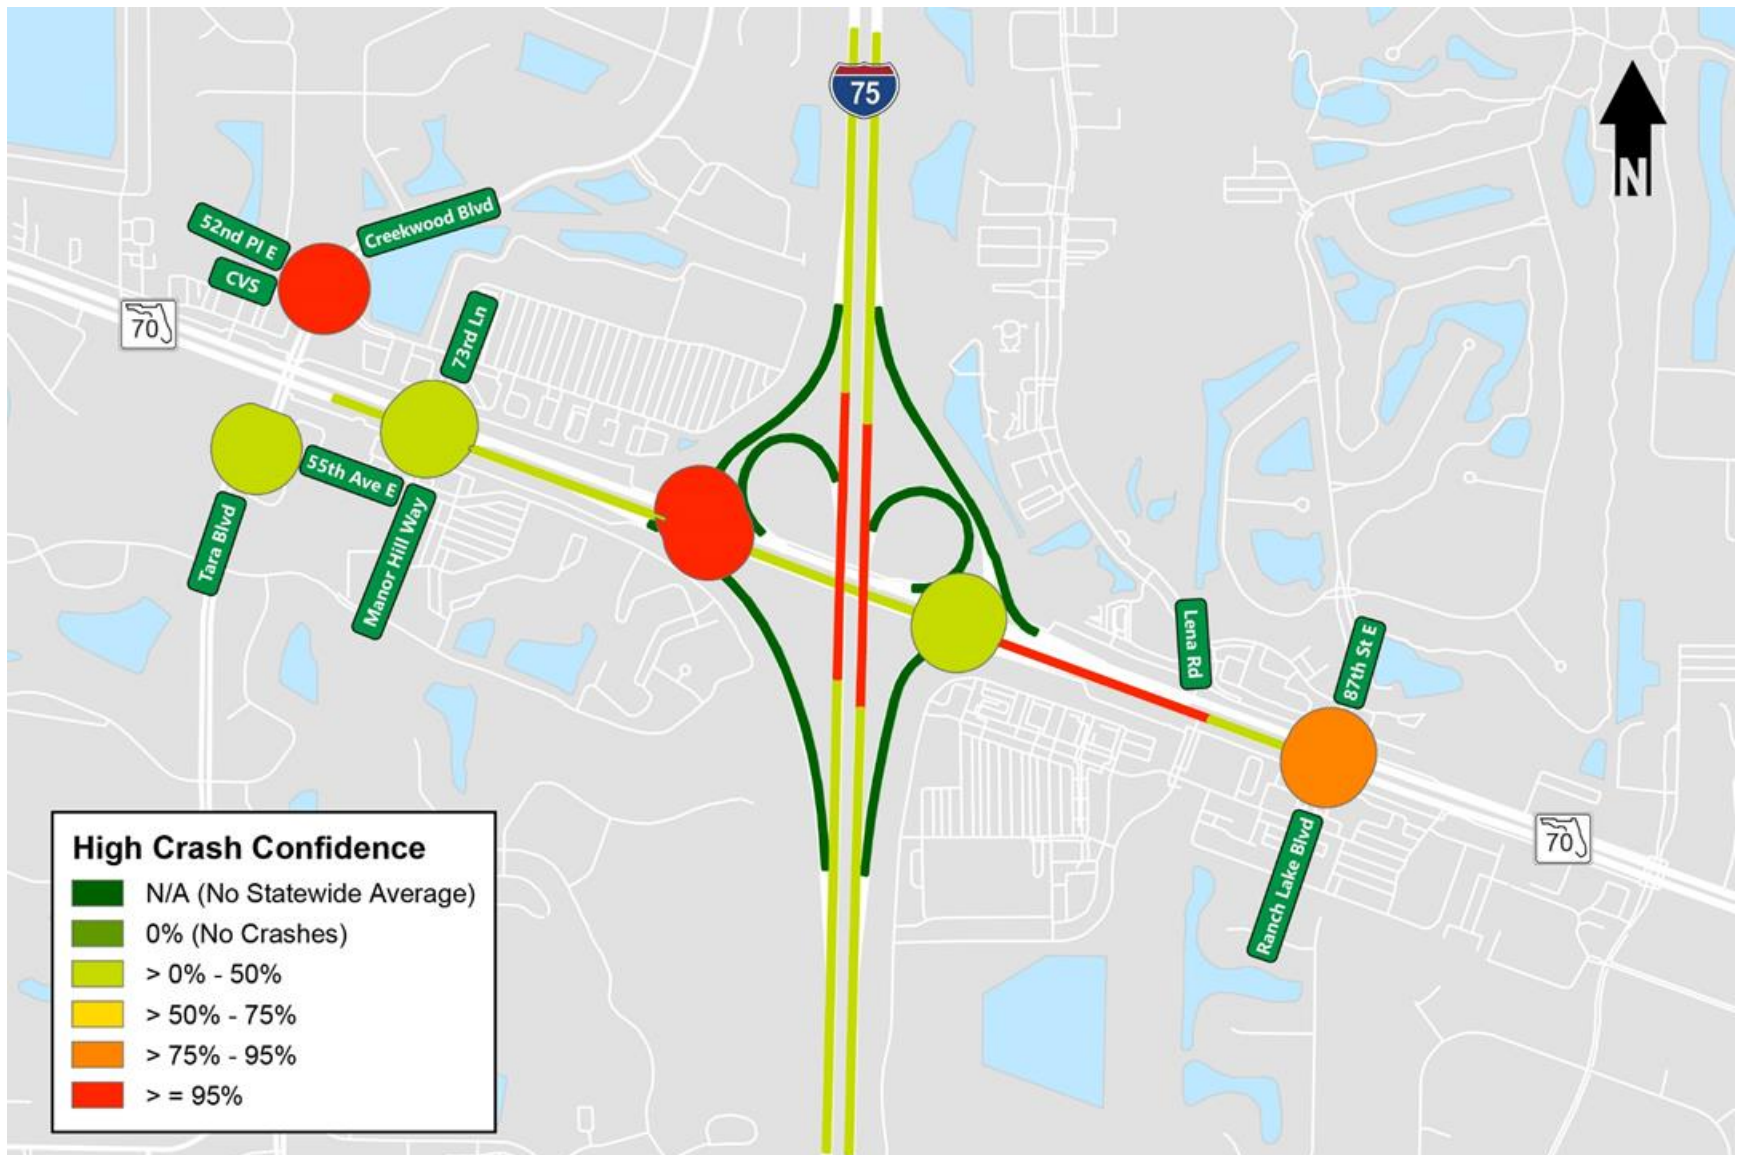 75
N
52nd Pl E
Creekwood Blvd
CVS
70
73rd Ln
55th Ave E
Tara Blvd
Manor Hill Way
Lena Rd
87th St E
Ranch Lake Blvd
70
High Crash Confidence
N/A (No Statewide Average)
0% (No Crashes)
> 0% - 50%
> 50% - 75%
> 75% - 95%
> = 95%